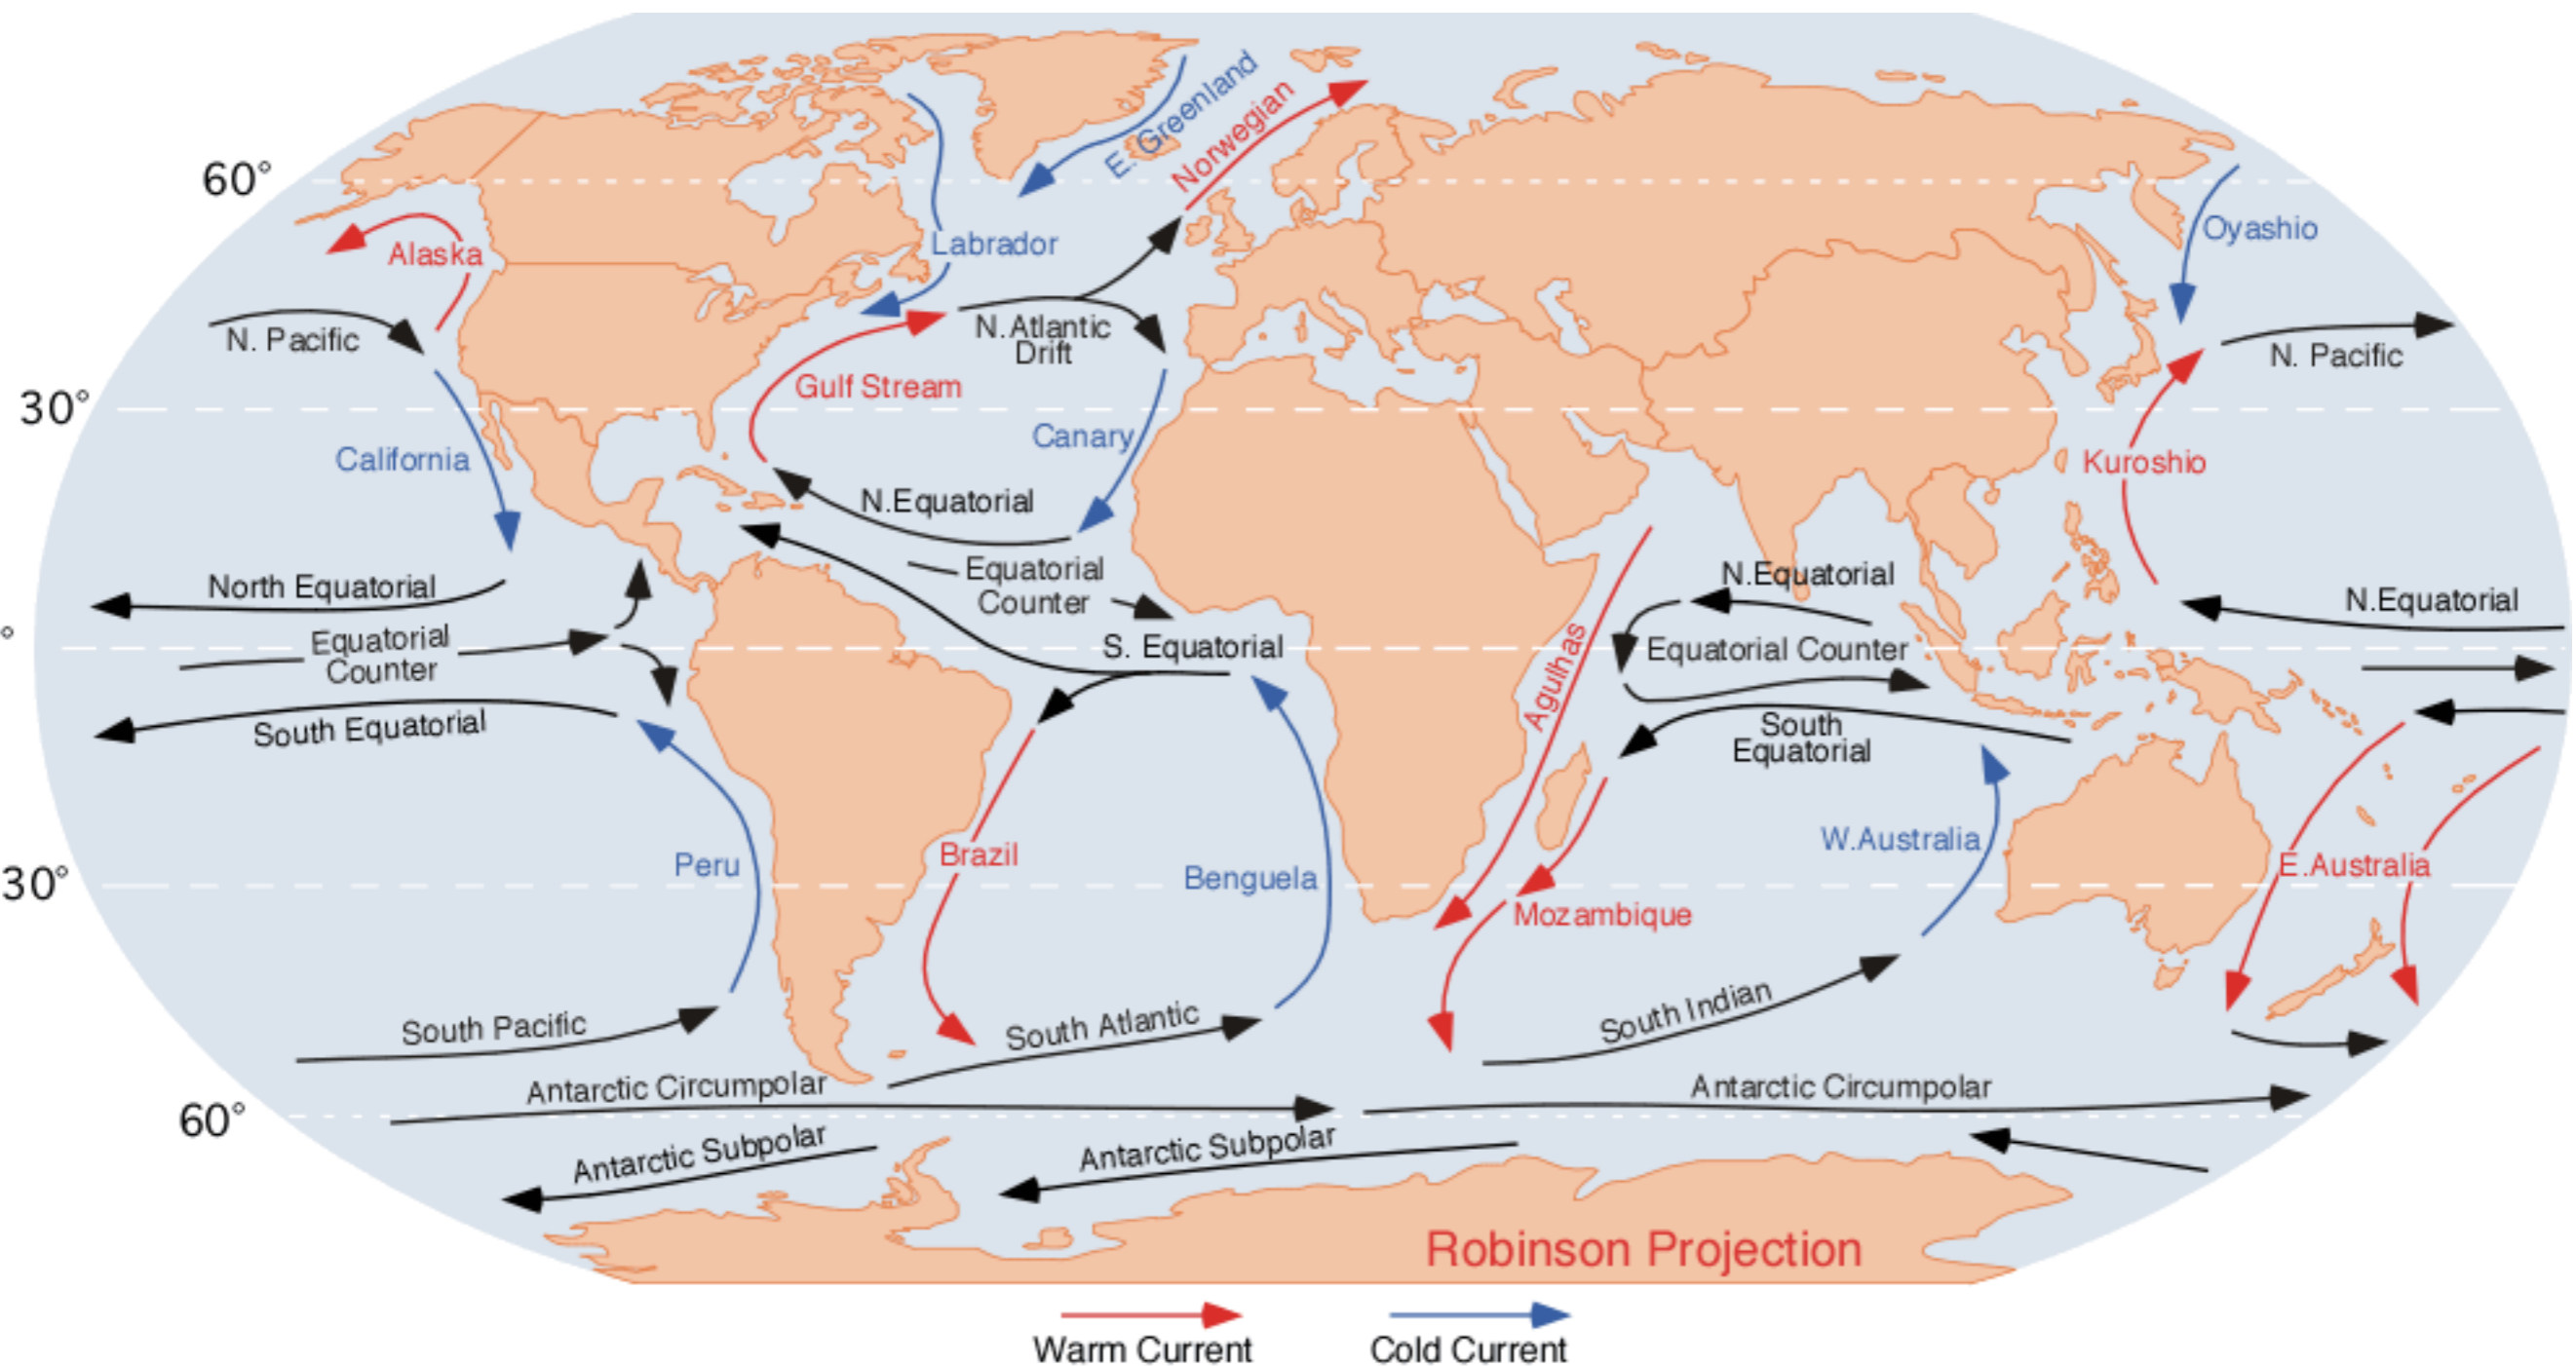 E. Greenland
Norwegian
60°
Alaska
Labrador
Oyashio
N. Pacific
N.Atlantic
Drift
N. Pacific
30°
Gulf Stream
California
Canary
Kuroshio
N.Equatorial
North Equatorial
Equatorial
Counter
N.Equatorial
N.Equatorial
°
Equatorial
Counter
S. Equatorial
Agulhas
Equatorial Counter
South Equatorial
South
Equatorial
Peru
Brazil
Benguela
W.Australia
E.Australia
30°
Mozambique
South Pacific
South Atlantic
South Indian
Antarctic Circumpolar
Antarctic Circumpolar
60°
Antarctic Subpolar
Antarctic Subpolar
Robinson Projection
Warm Current
Cold Current